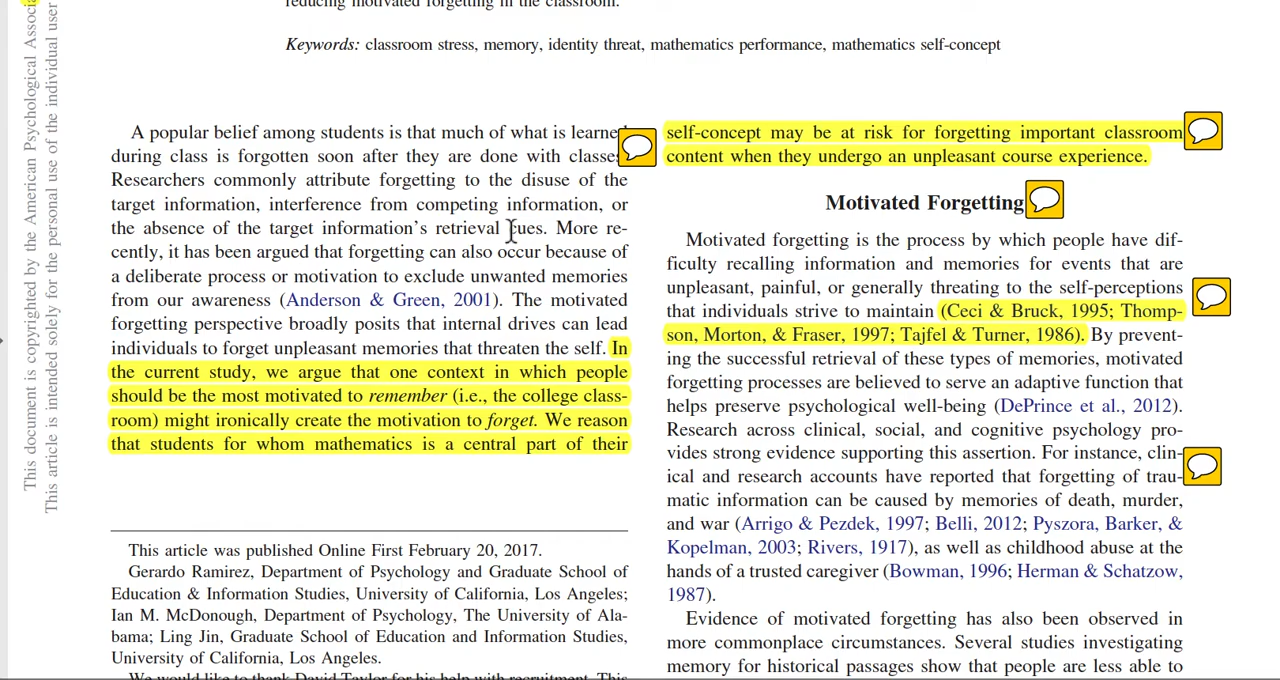 reducing motivated forgetting in the classroom.
Keywords: classroom stress, memory, identity threat, mathematics performance, mathematics self-concept
This document is copyrighted by the American Psychological
This article is intended solely for the personal use of the individual user
A popular belief among students is that much of what is learned
during class is forgotten soon after they are done with
Researchers commonly attribute forgetting to the disuse of the
target information, interference from competing information, or
the absence of the target information's retrieval cues. More re-
cently, it has been argued that forgetting can also occur because of
a deliberate process or motivation to exclude unwanted memories
from our awareness (Anderson & Green, 2001). The motivated
forgetting perspective broadly posits that internal drives can lead
individuals to forget unpleasant memories that threaten the self. In
the current study, we argue that one context in which people
should be the most motivated to remember (i.e., the college class-
room) might ironically create the motivation to forget. We reason
that students for whom mathematics is a central part of their
This article was published Online First February 20, 2017.
Gerardo Ramirez, Department of Psychology and Graduate School of
Education & Information Studies, University of California, Los Angeles;
Ian M. McDonough, Department of Psychology, The University of Ala-
bama; Ling Jin, Graduate School of Education and Information Studies,
University of California, Los Angeles.
We would like to thank David Taylor for his help with recruitment. This
self-concept may be at risk for forgetting important classroom
content when they undergo an unpleasant course experience.
Motivated Forgetting
Motivated forgetting is the process by which people have dif-
ficulty recalling information and memories for events that are
unpleasant, painful, or generally threating to the self-perceptions
that individuals strive to maintain (Ceci & Bruck, 1995; Thomp-
son, Morton, & Fraser, 1997; Tajfel & Turner, 1986). By prevent-
ing the successful retrieval of these types of memories, motivated
forgetting processes are believed to serve an adaptive function that
helps preserve psychological well-being (DePrince et al., 2012).
Research across clinical, social, and cognitive psychology pro-
vides strong evidence supporting this assertion. For instance, clin-
ical and research accounts have reported that forgetting of trau-
matic information can be caused by memories of death, murder,
and war (Arrigo & Pezdek, 1997; Belli, 2012; Pyszora, Barker, &
Kopelman, 2003; Rivers, 1917), as well as childhood abuse at the
hands of a trusted caregiver (Bowman, 1996; Herman & Schatzow,
1987).
Evidence of motivated forgetting has also been observed in
more commonplace circumstances. Several studies investigating
memory for historical passages show that people are less able to